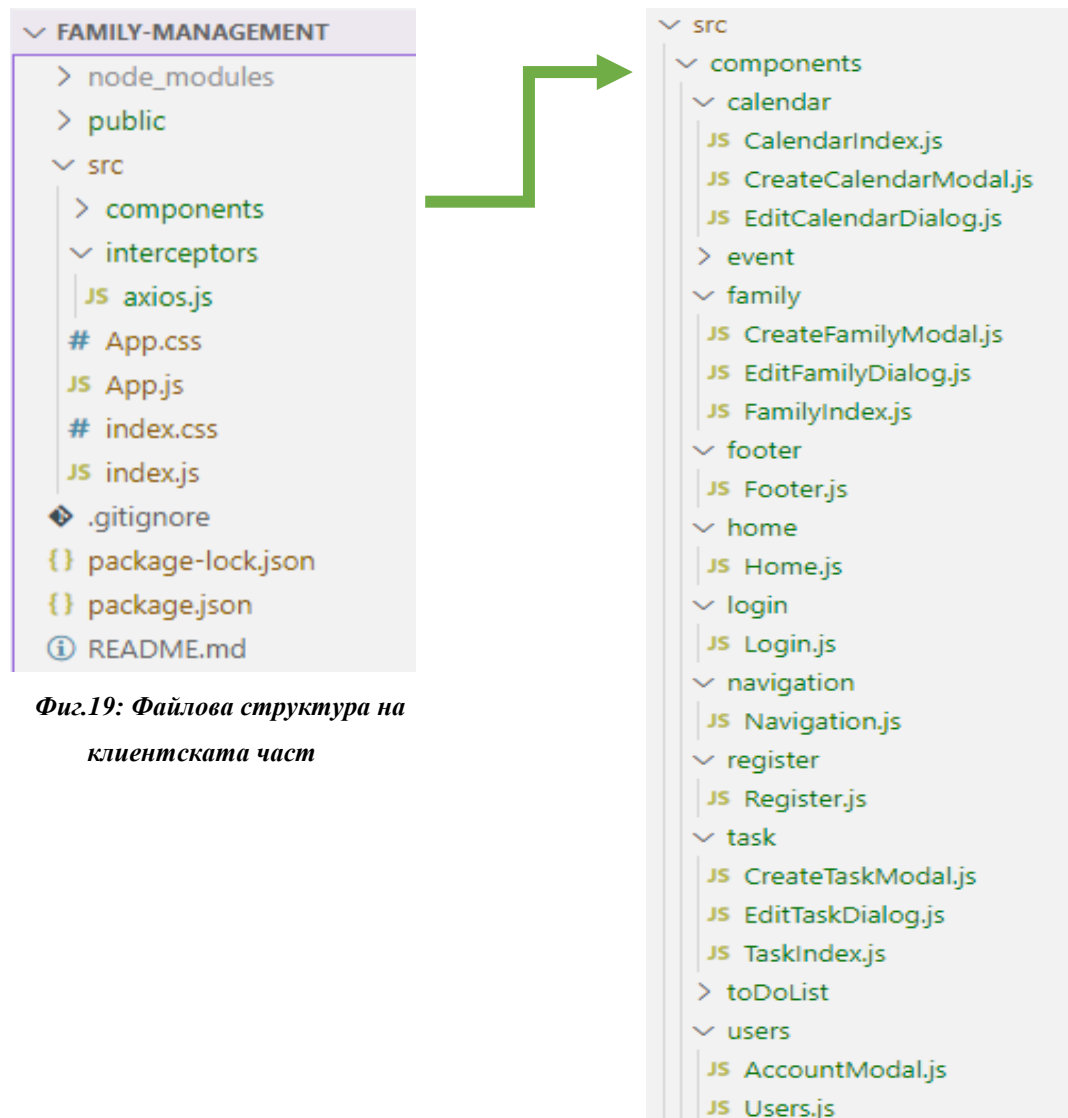 FAMILY-MANAGEMENT
node_modules
public
src
components
interceptors
JS axios.js
# App.css
JS App.js
# index.css
JS index.js
.gitignore
{} package-lock.json
{} package.json
README.md
Фиг.19: Файлова структура на
клиентската част
src
components
calendar
JS CalendarIndex.js
JS CreateCalendarModal.js
JS EditCalendarDialog.js
event
family
JS CreateFamilyModal.js
JS EditFamilyDialog.js
JS FamilyIndex.js
footer
JS Footer.js
home
JS Home.js
login
JS Login.js
navigation
JS Navigation.js
register
JS Register.js
task
JS CreateTaskModal.js
JS EditTaskDialog.js
JS TaskIndex.js
toDoList
users
JS AccountModal.js
JS Users.js